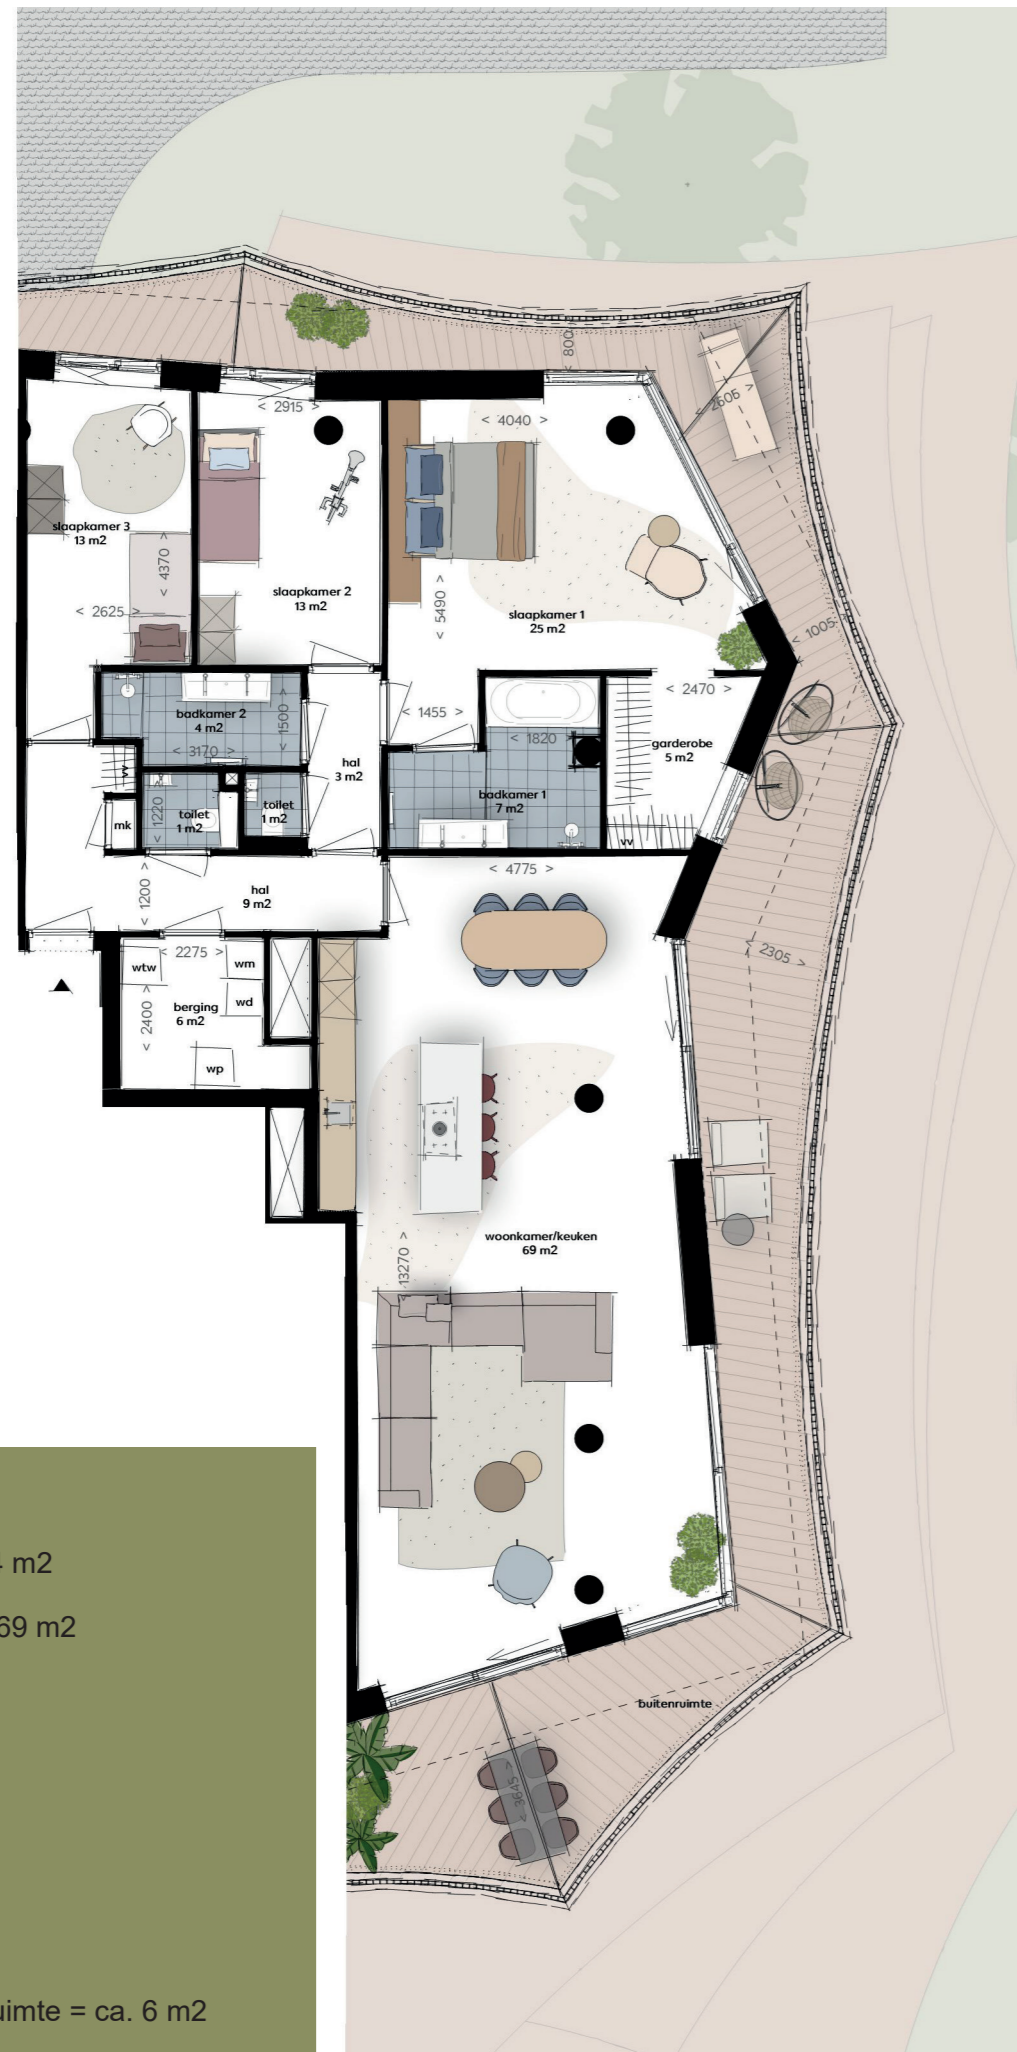 800
< 2605 >
< 2915 >
< 4040 >
slaapkamer 3
13 m2
< 4370 >
< 2625 >
slaapkamer 2
13 m2
< 5490 >
slaapkamer 1
25 m2
< 1005 >
badkamer 2
4 m2
< 3170 >
< 1500 >
< 1455 >
< 1820 >
< 2470 >
garderobe
5 m2
hal
3 m2
badkamer 1
7 m2
vv
vv
mk
< 1220 >
toilet
1 m2
toilet
1 m2
< 4775 >
< 1200 >
hal
9 m2
< 2305 >
wtw
< 2275 >
wm
wd
< 2400 >
berging
6 m2
wp
woonkamer/keuken
69 m2
< 13270 >
m2
69 m2
buitenruimte
< 3645 >
= ca. 6 m2